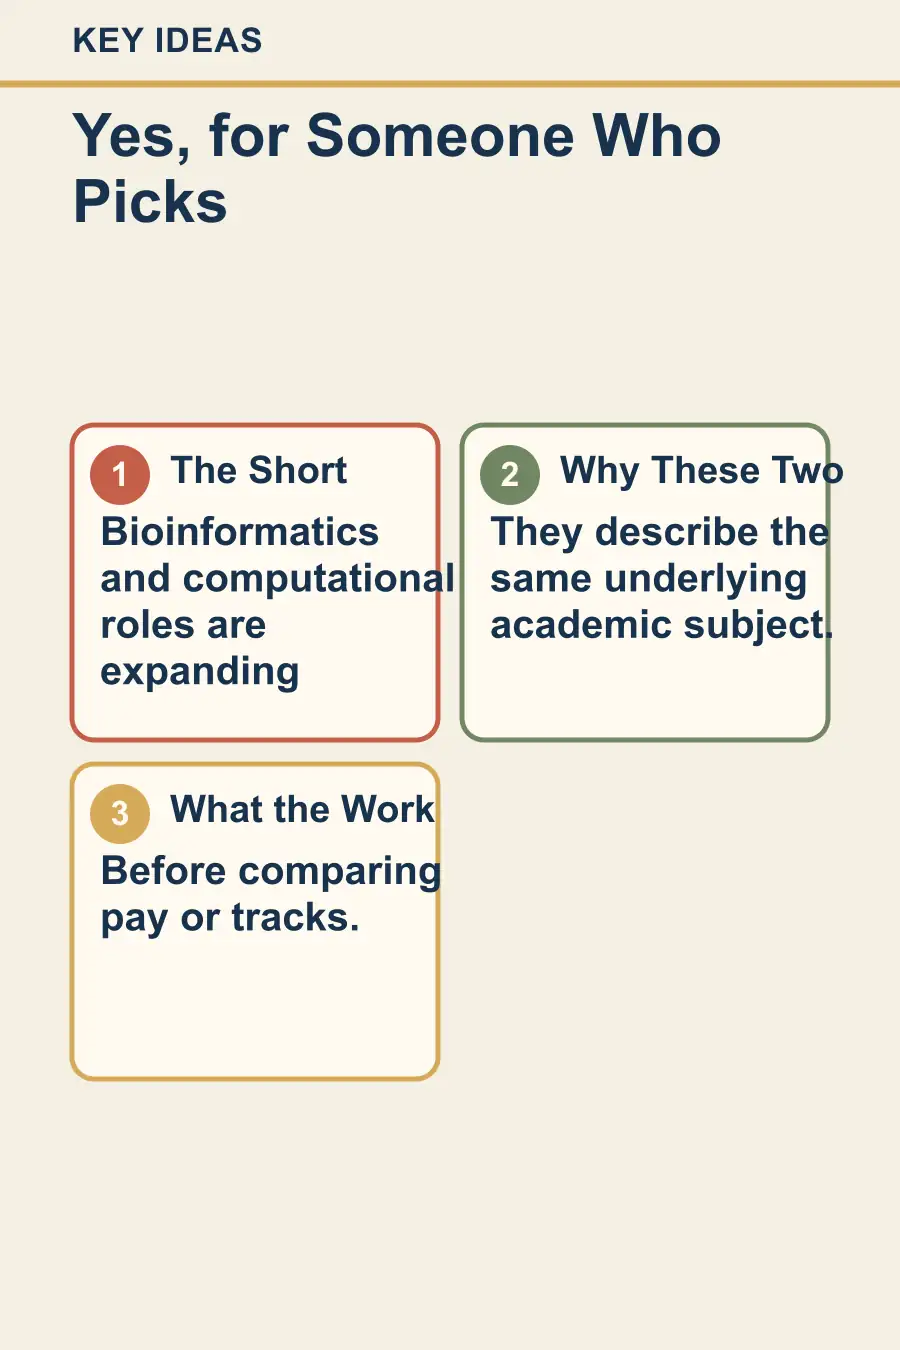 KEY IDEAS
Yes, for Someone Who
Picks
1 The Short
Bioinformatics
and computational
roles are
expanding
2 Why These Two
They describe the
same underlying
academic subject.
3 What the Work
Before comparing
pay or tracks.